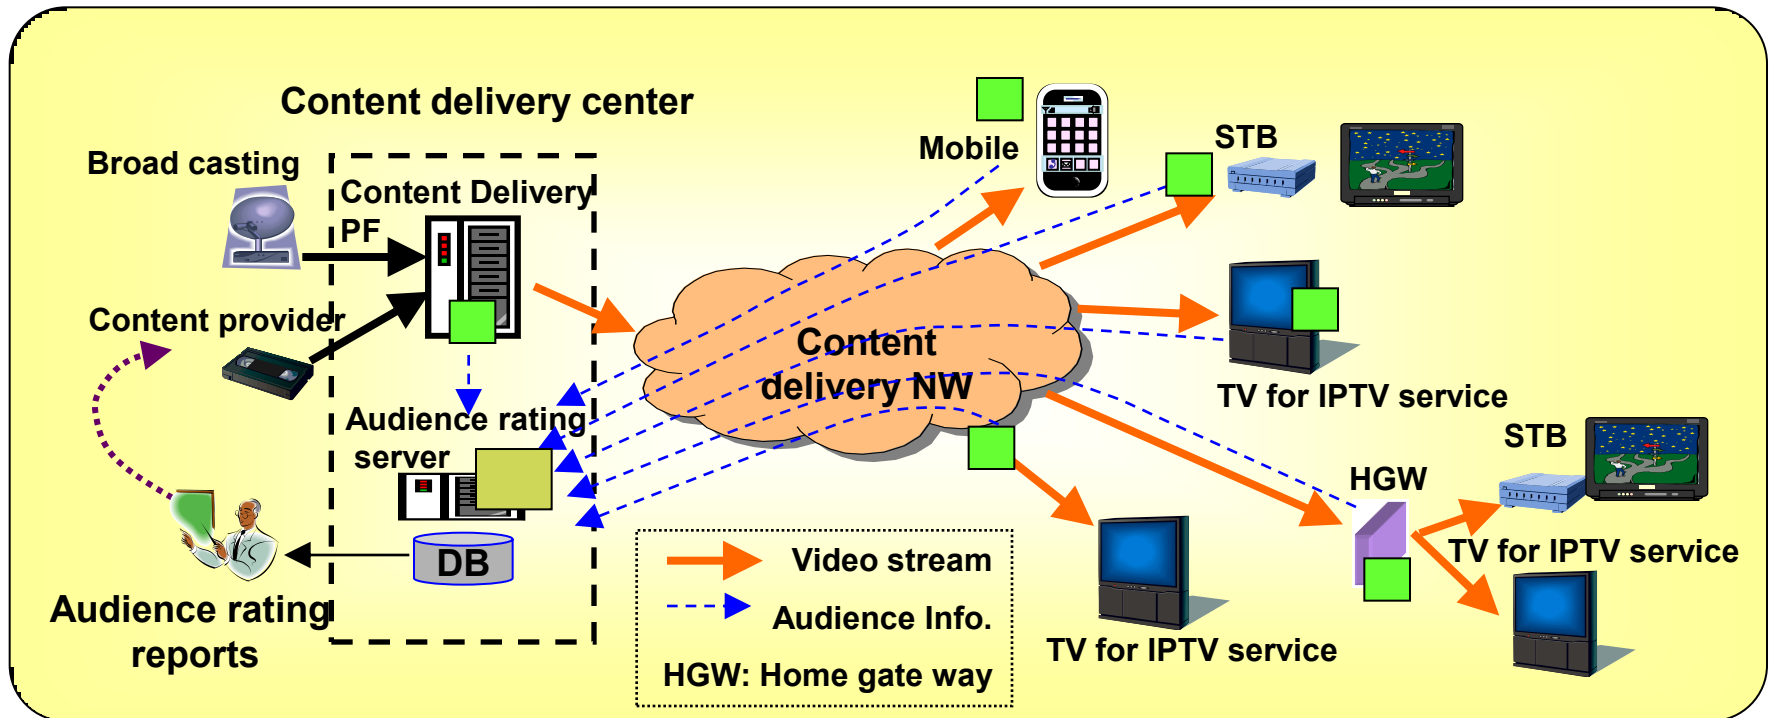 Content delivery center
Broad casting
Content Delivery
PF
Content provider
Audience rating
server
DB
Audience rating
reports
Content
delivery NW
Mobile
STB
TV for IPTV service
STB
HGW
TV for IPTV service
TV for IPTV service
Video stream
Audience Info.
HGW: Home gate way